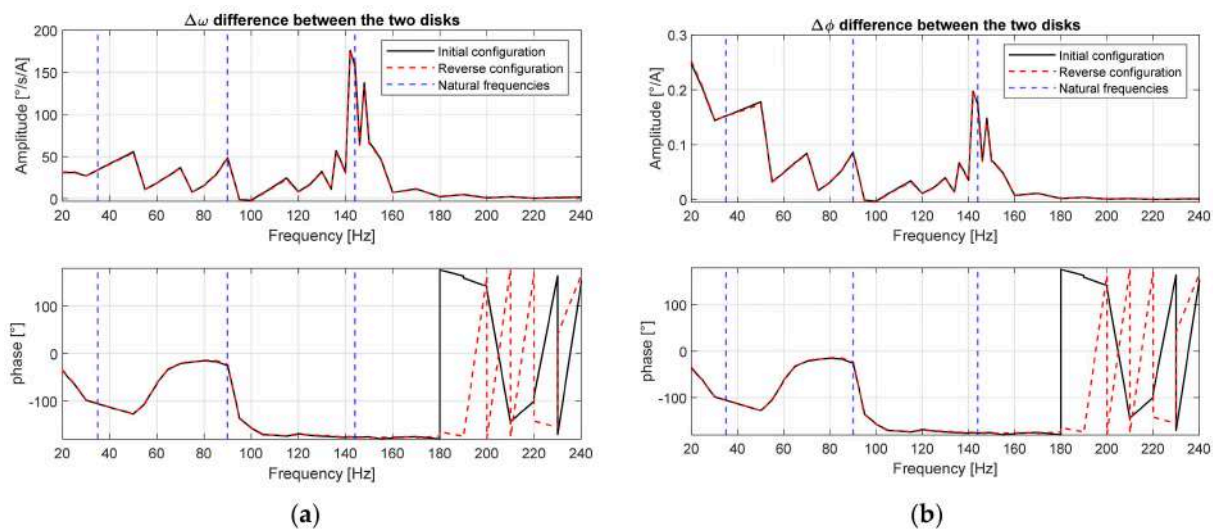 Δω difference between the two disks
Amplitude [°/s/A]
200
150
100
50
0
Initial configuration
Reverse configuration
Natural frequencies
20 40 60 80 100 120 140 160 180 200 220 240
Frequency [Hz]
phase [°]
100
0
-100
20 40 60 80 100 120 140 160 180 200 220 240
Frequency [Hz]
(a)
Δϕ difference between the two disks
Amplitude [°/A]
0.3
0.2
0.1
0
Initial configuration
Reverse configuration
Natural frequencies
20 40 60 80 100 120 140 160 180 200 220 240
Frequency [Hz]
phase [°]
100
0
-100
20 40 60 80 100 120 140 160 180 200 220 240
Frequency [Hz]
(b)